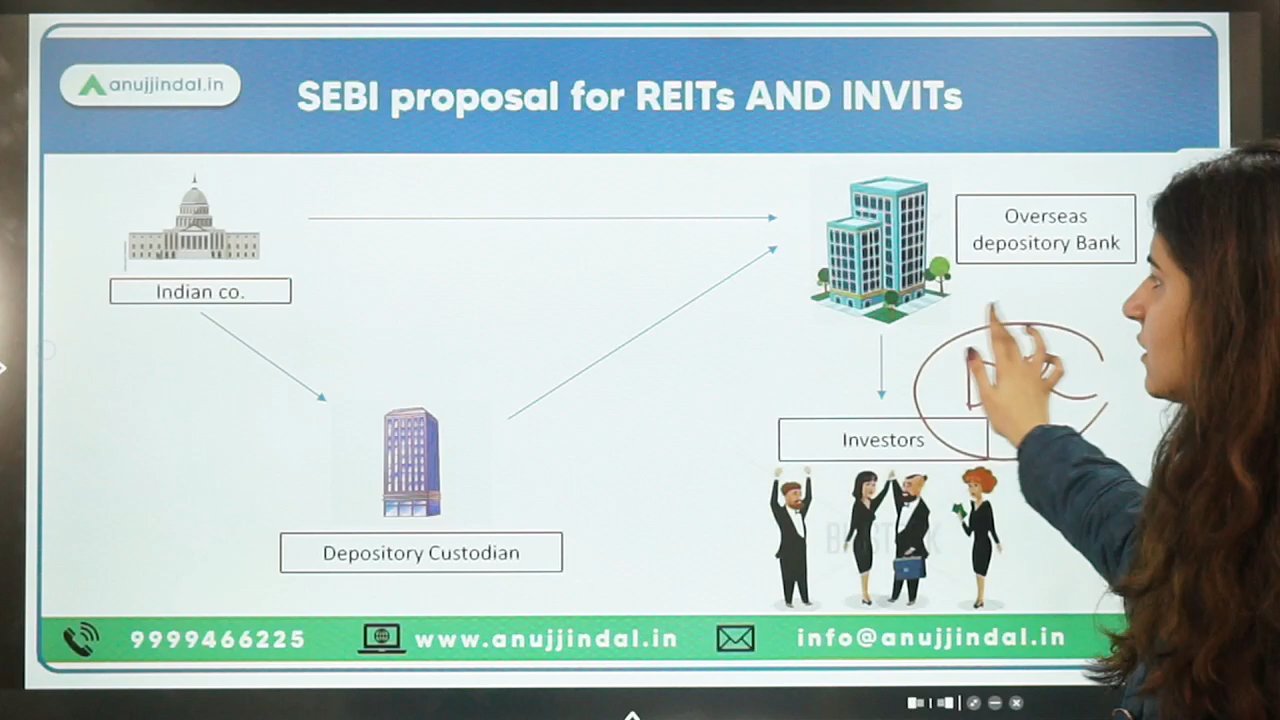 anujjindal.in
SEBI proposal for REITs AND INVITs
Overseas
depository Bank
Indian co.
Investors
Depository Custodian
9999466225
www.anujjindal.in
info@anujjindal.in